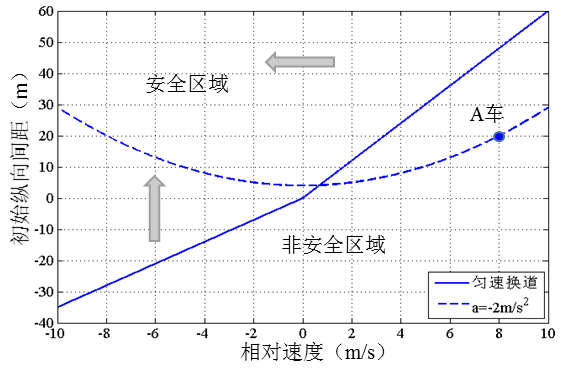 60
50
40
30
20
10
0
-10
-20
-30
-40
初始纵向间距（m）
安全区域
A车
非安全区域
匀速换道
a=-2m/s²
-10 -8 -6 -4 -2 0 2 4 6 8 10
相对速度（m/s）